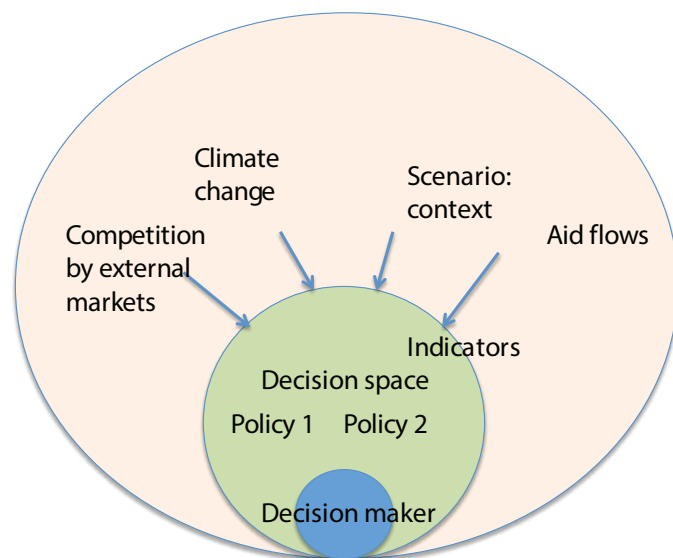 Climate
change
Scenario:
context
Competition
by external
markets
Aid flows
Indicators
Decision space
Policy 1 Policy 2
Decision maker